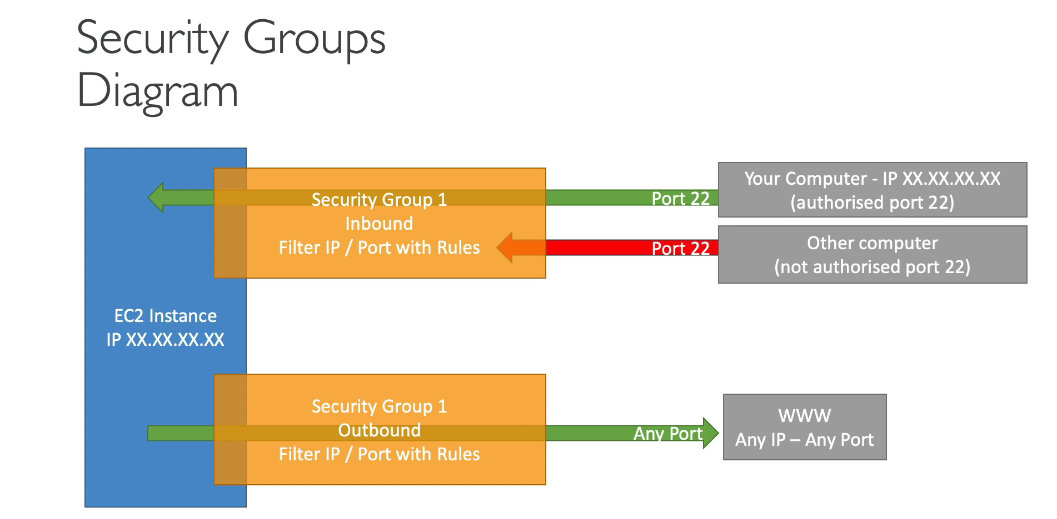 Security Groups
Diagram
Your Computer - IP XX.XX.XX.XX
(authorised port 22)
Security Group 1
Inbound
Filter IP / Port with Rules
Port 22
Port 22
Other computer
(not authorised port 22)
EC2 Instance
IP XX.XX.XX.XX
Security Group 1
Outbound
Filter IP / Port with Rules
Any Port
WWW
Any IP – Any Port